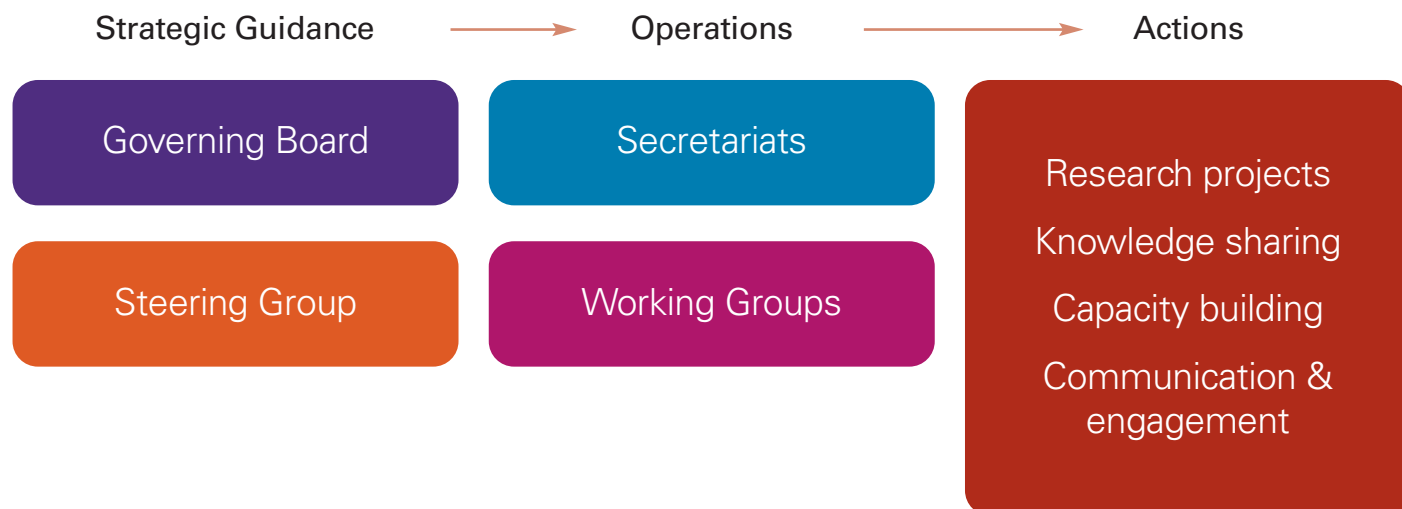 Strategic Guidance
Operations
Actions
Governing Board
Secretariats
Steering Group
Working Groups
Research projects
Knowledge sharing
Capacity building
Communication &
engagement